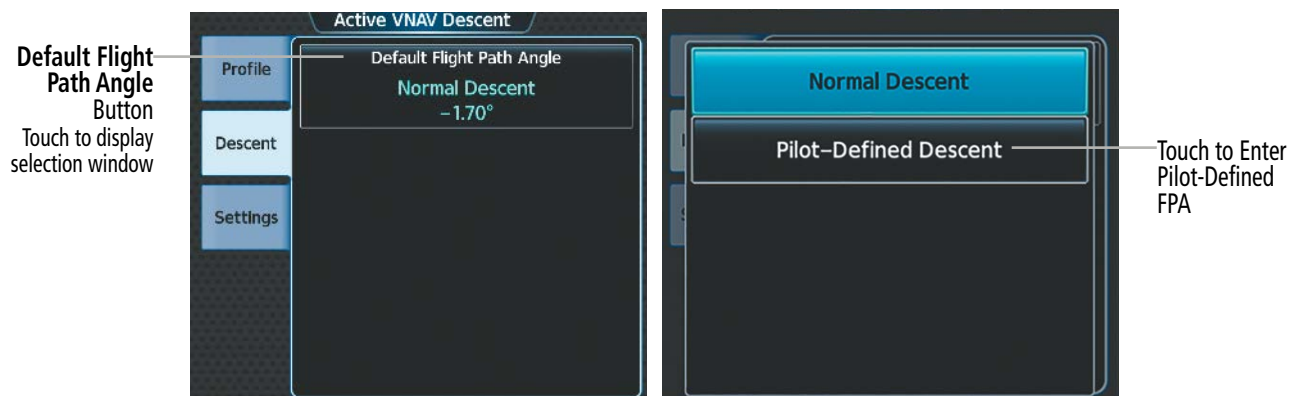 Active VNAV Descent
Default Flight
Path Angle
Button
Touch to display
selection window
Profile
Descent
Settings
Default Flight Path Angle
Normal Descent
−1.70°
Normal Descent
Pilot−Defined Descent
Touch to Enter
Pilot-Defined
FPA